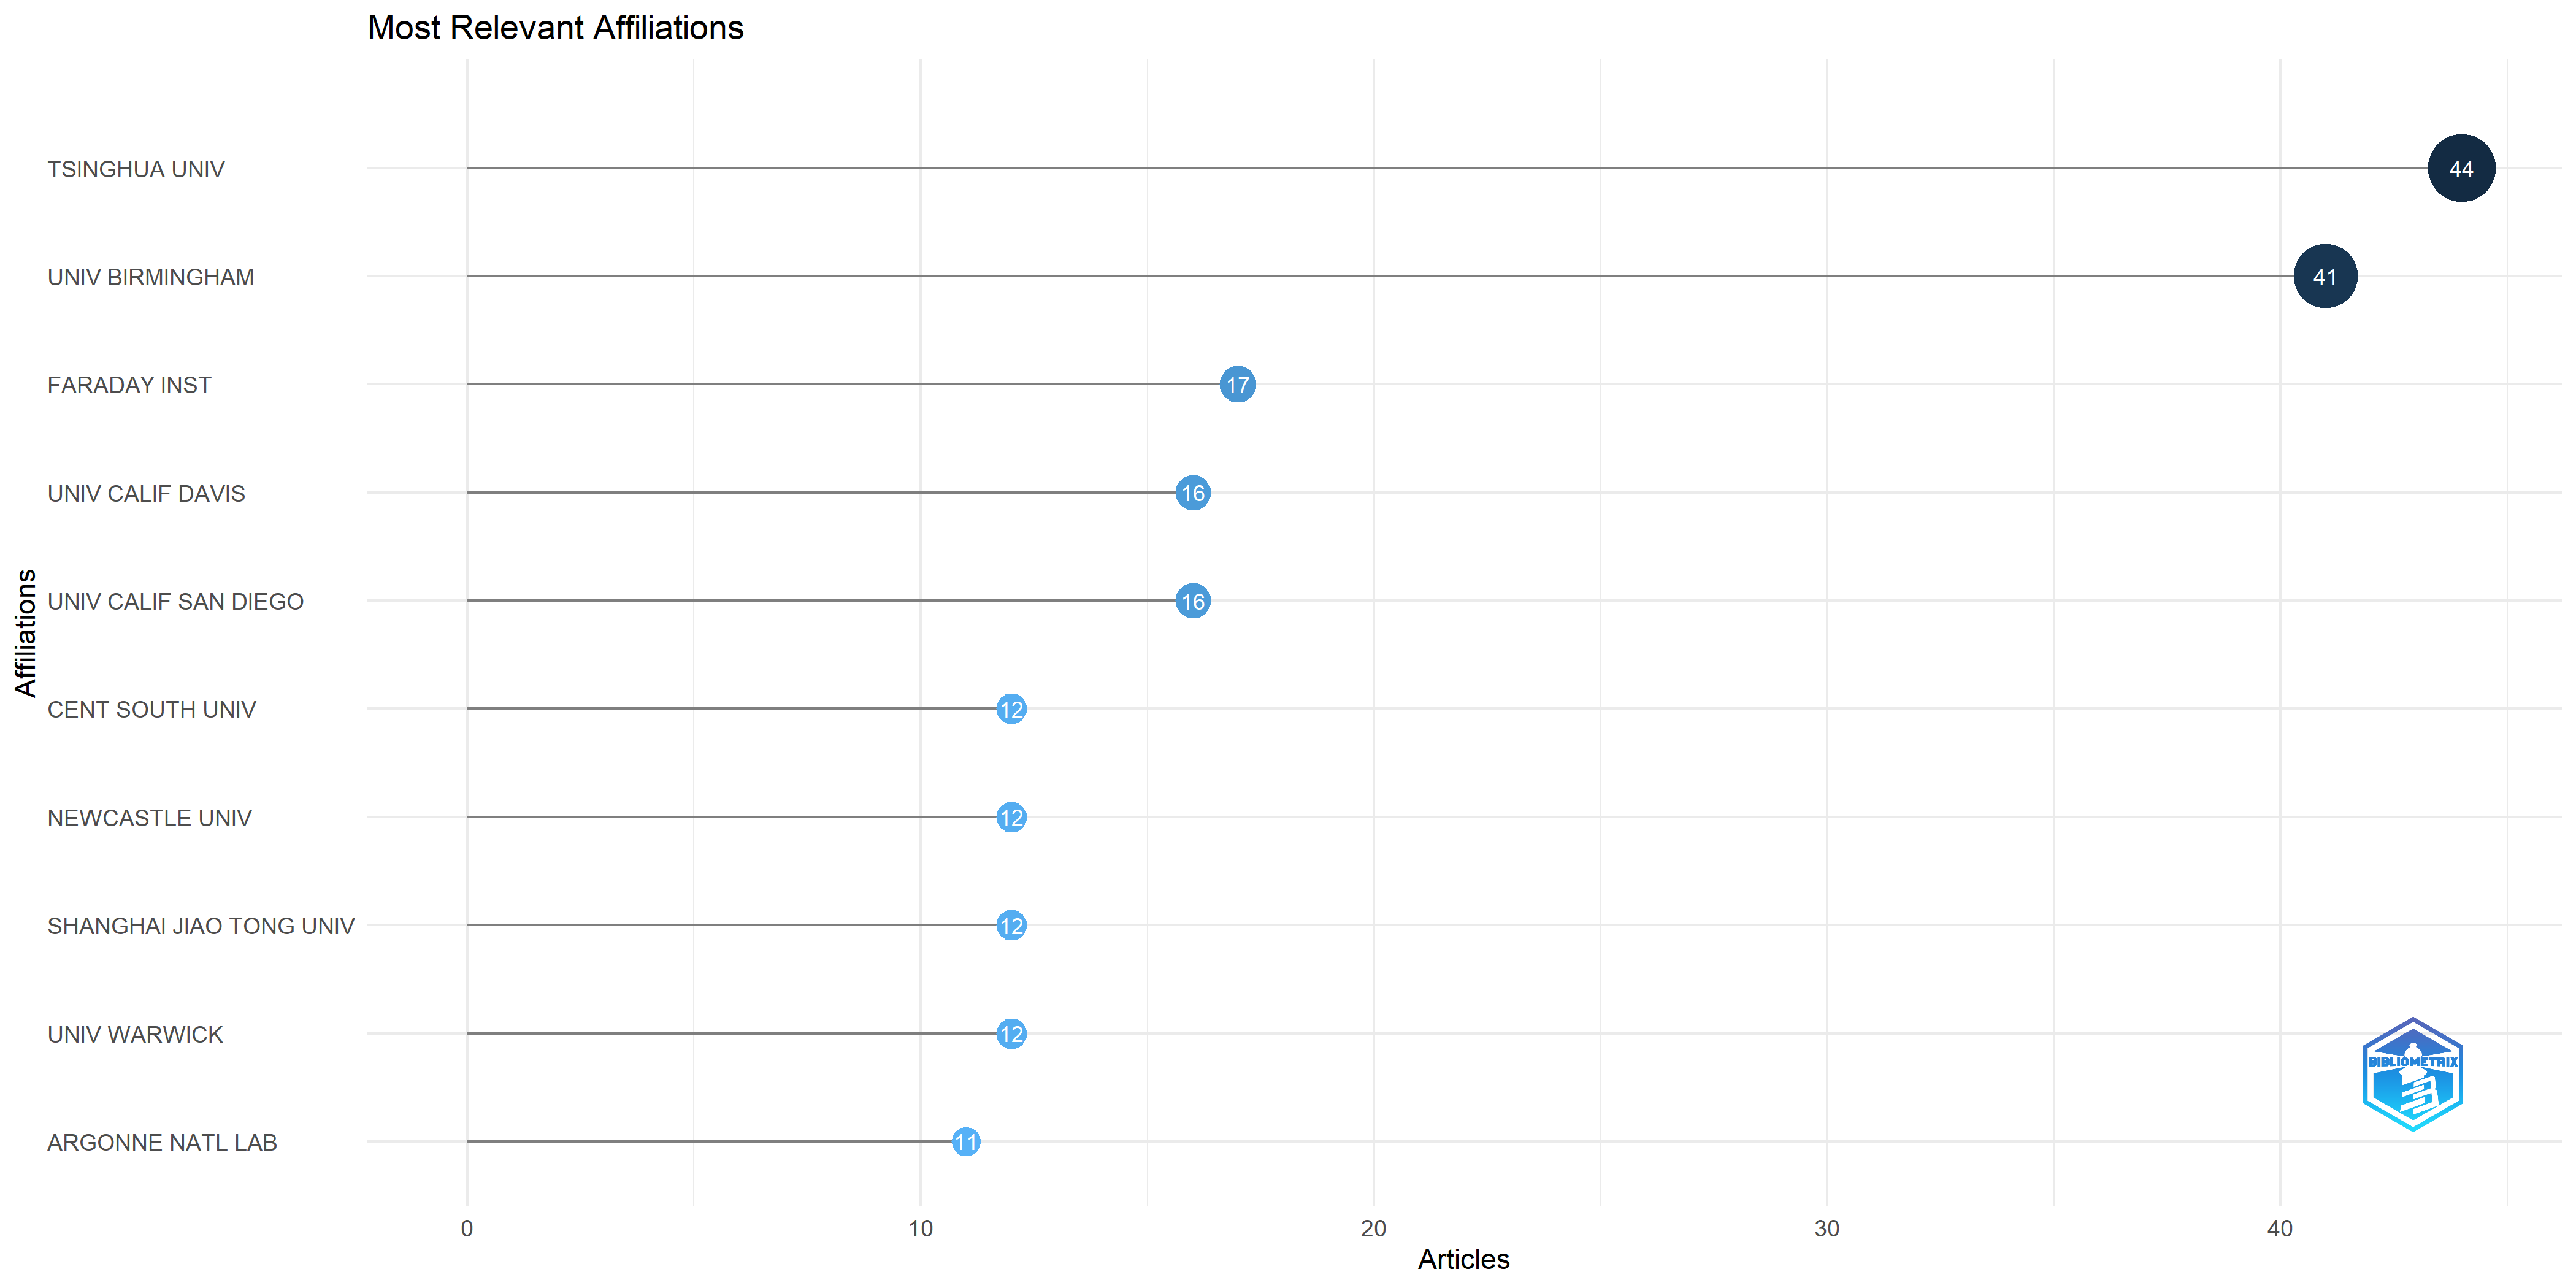 Most Relevant Affiliations
TSINGHUA UNIV 44
UNIV BIRMINGHAM 41
FARADAY INST 17
UNIV CALIF DAVIS 16
UNIV CALIF SAN DIEGO 16
Affiliations
CENT SOUTH UNIV 12
NEWCASTLE UNIV 12
SHANGHAI JIAO TONG UNIV 12
UNIV WARWICK 12
BIBLIOMETRIX
ARGONNE NATL LAB 11
0 10 20 30 40
Articles